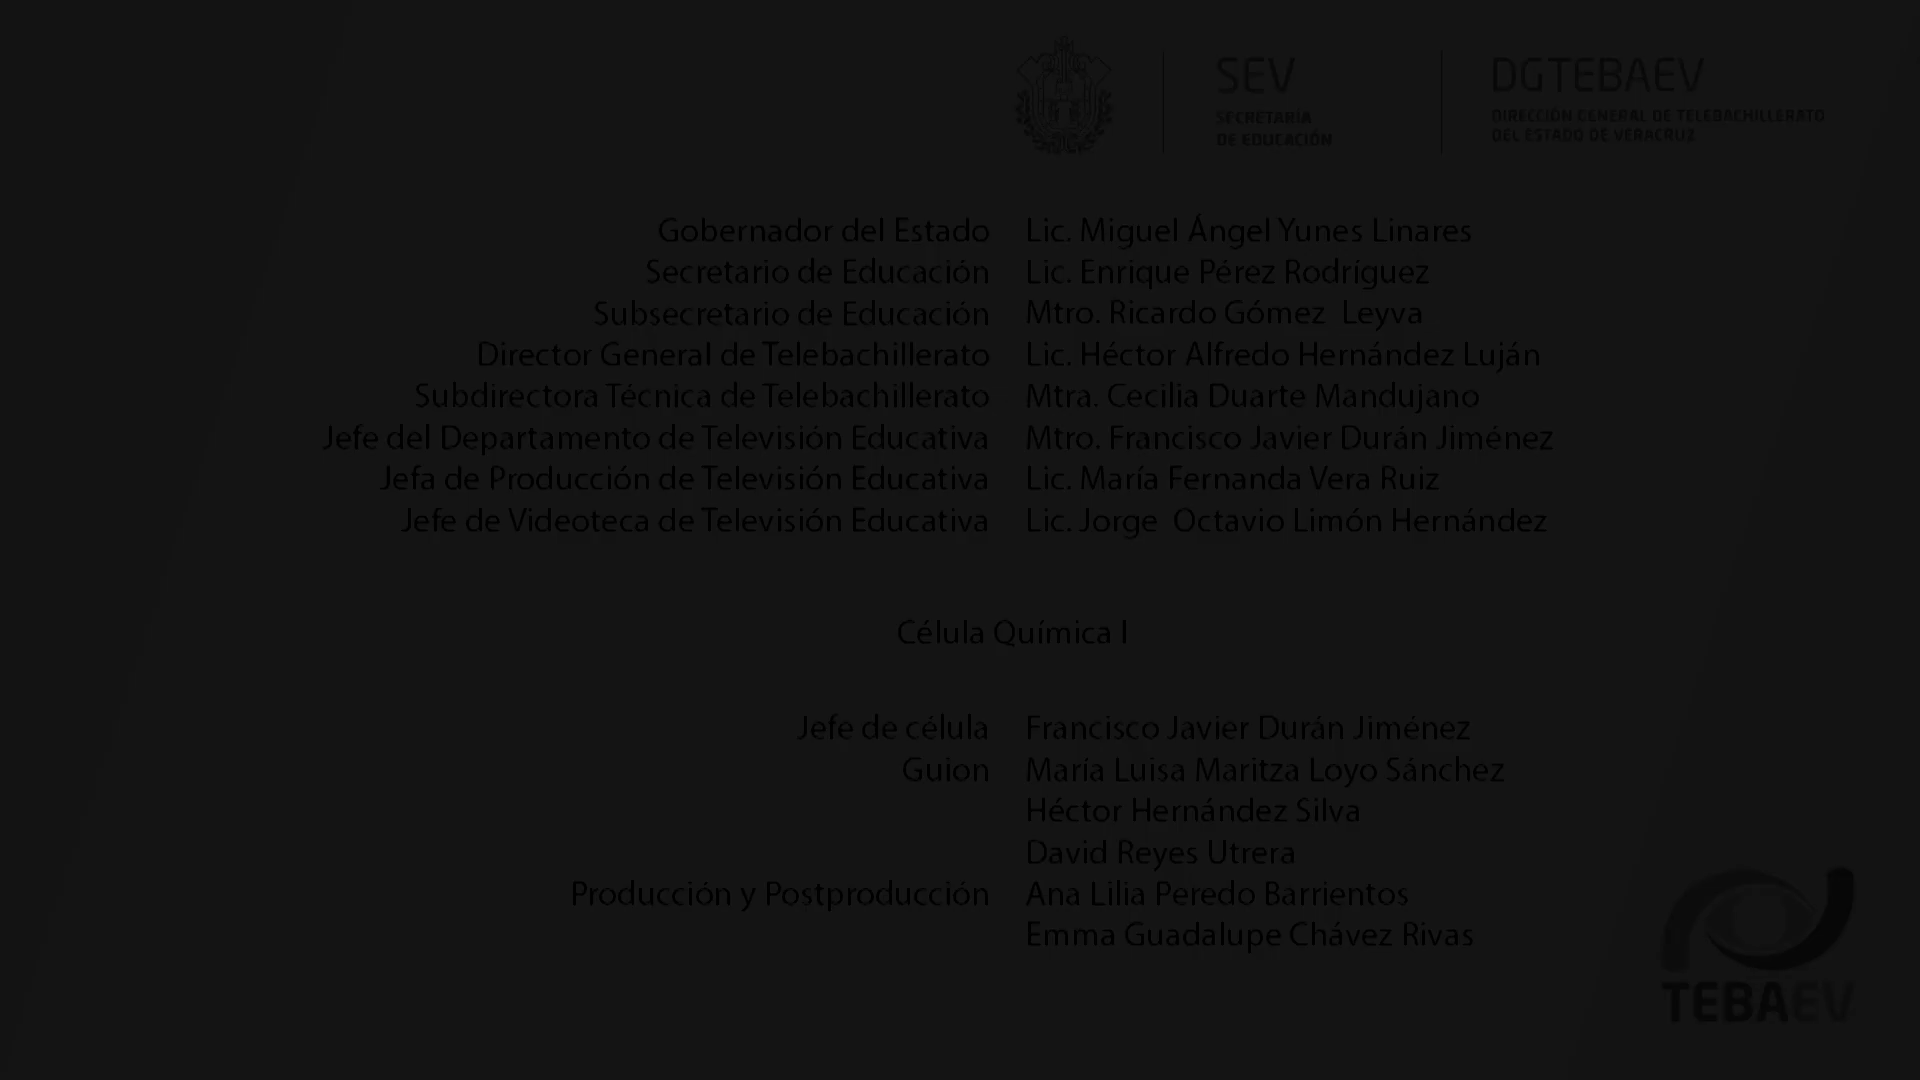 SEV
SECRETARÍA
DE EDUCACIÓN
DGTEBAEV
DIRECCIÓN GENERAL DE TELEBACHILLERATO
DEL ESTADO DE VERACRUZ
Gobernador del Estado Lic. Miguel Ángel Yunes Linares
Secretario de Educación Lic. Enrique Pérez Rodríguez
Subsecretario de Educación Mtro. Ricardo Gómez Leyva
Director General de Telebachillerato Lic. Héctor Alfredo Hernández Luján
Subdirectora Técnica de Telebachillerato Mtra. Cecilia Duarte Mandujano
Jefe del Departamento de Televisión Educativa Mtro. Francisco Javier Durán Jiménez
Jefa de Producción de Televisión Educativa Lic. María Fernanda Vera Ruiz
Jefe de Videoteca de Televisión Educativa Lic. Jorge Octavio Limón Hernández
Célula Química I
Jefe de célula Francisco Javier Durán Jiménez
Guion María Luisa Maritza Loyo Sánchez
Héctor Hernández Silva
David Reyes Utrera
Producción y Postproducción Ana Lilia Peredo Barrientos
Emma Guadalupe Chávez Rivas
TEBAEV